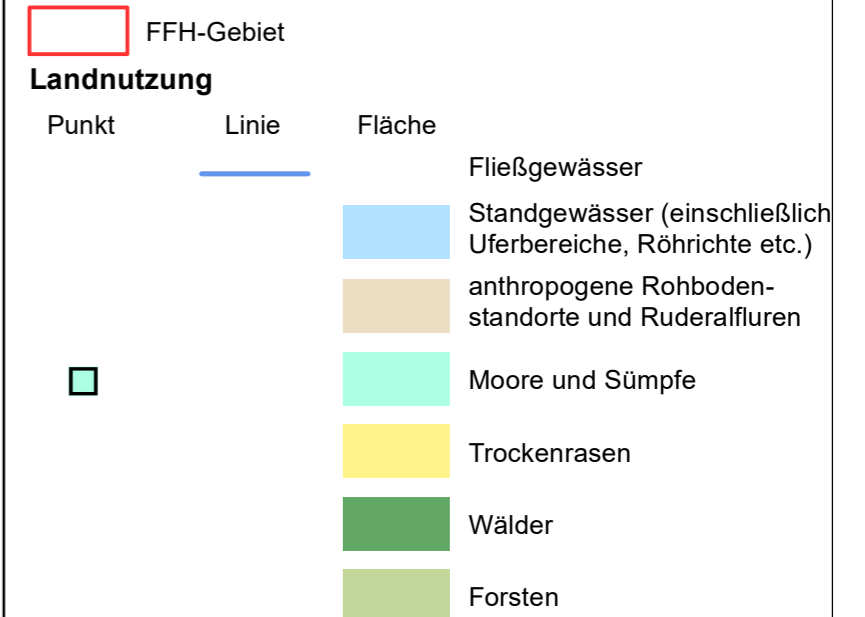 FFH-Gebiet
Landnutzung
Punkt Linie Fläche
Fließgewässer
Standgewässer (einschließlich
Uferbereiche, Röhrichte etc.)
anthropogene Rohboden-
standorte und Ruderalfluren
Moore und Sümpfe
Trockenrasen
Wälder
Forsten